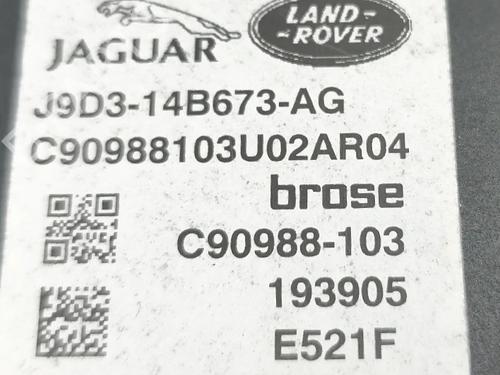 JAGUAR
LAND-
-ROVER
J9D3-14B673-AG
C90988103U02AR04
brose
C90988-103
193905
E521F